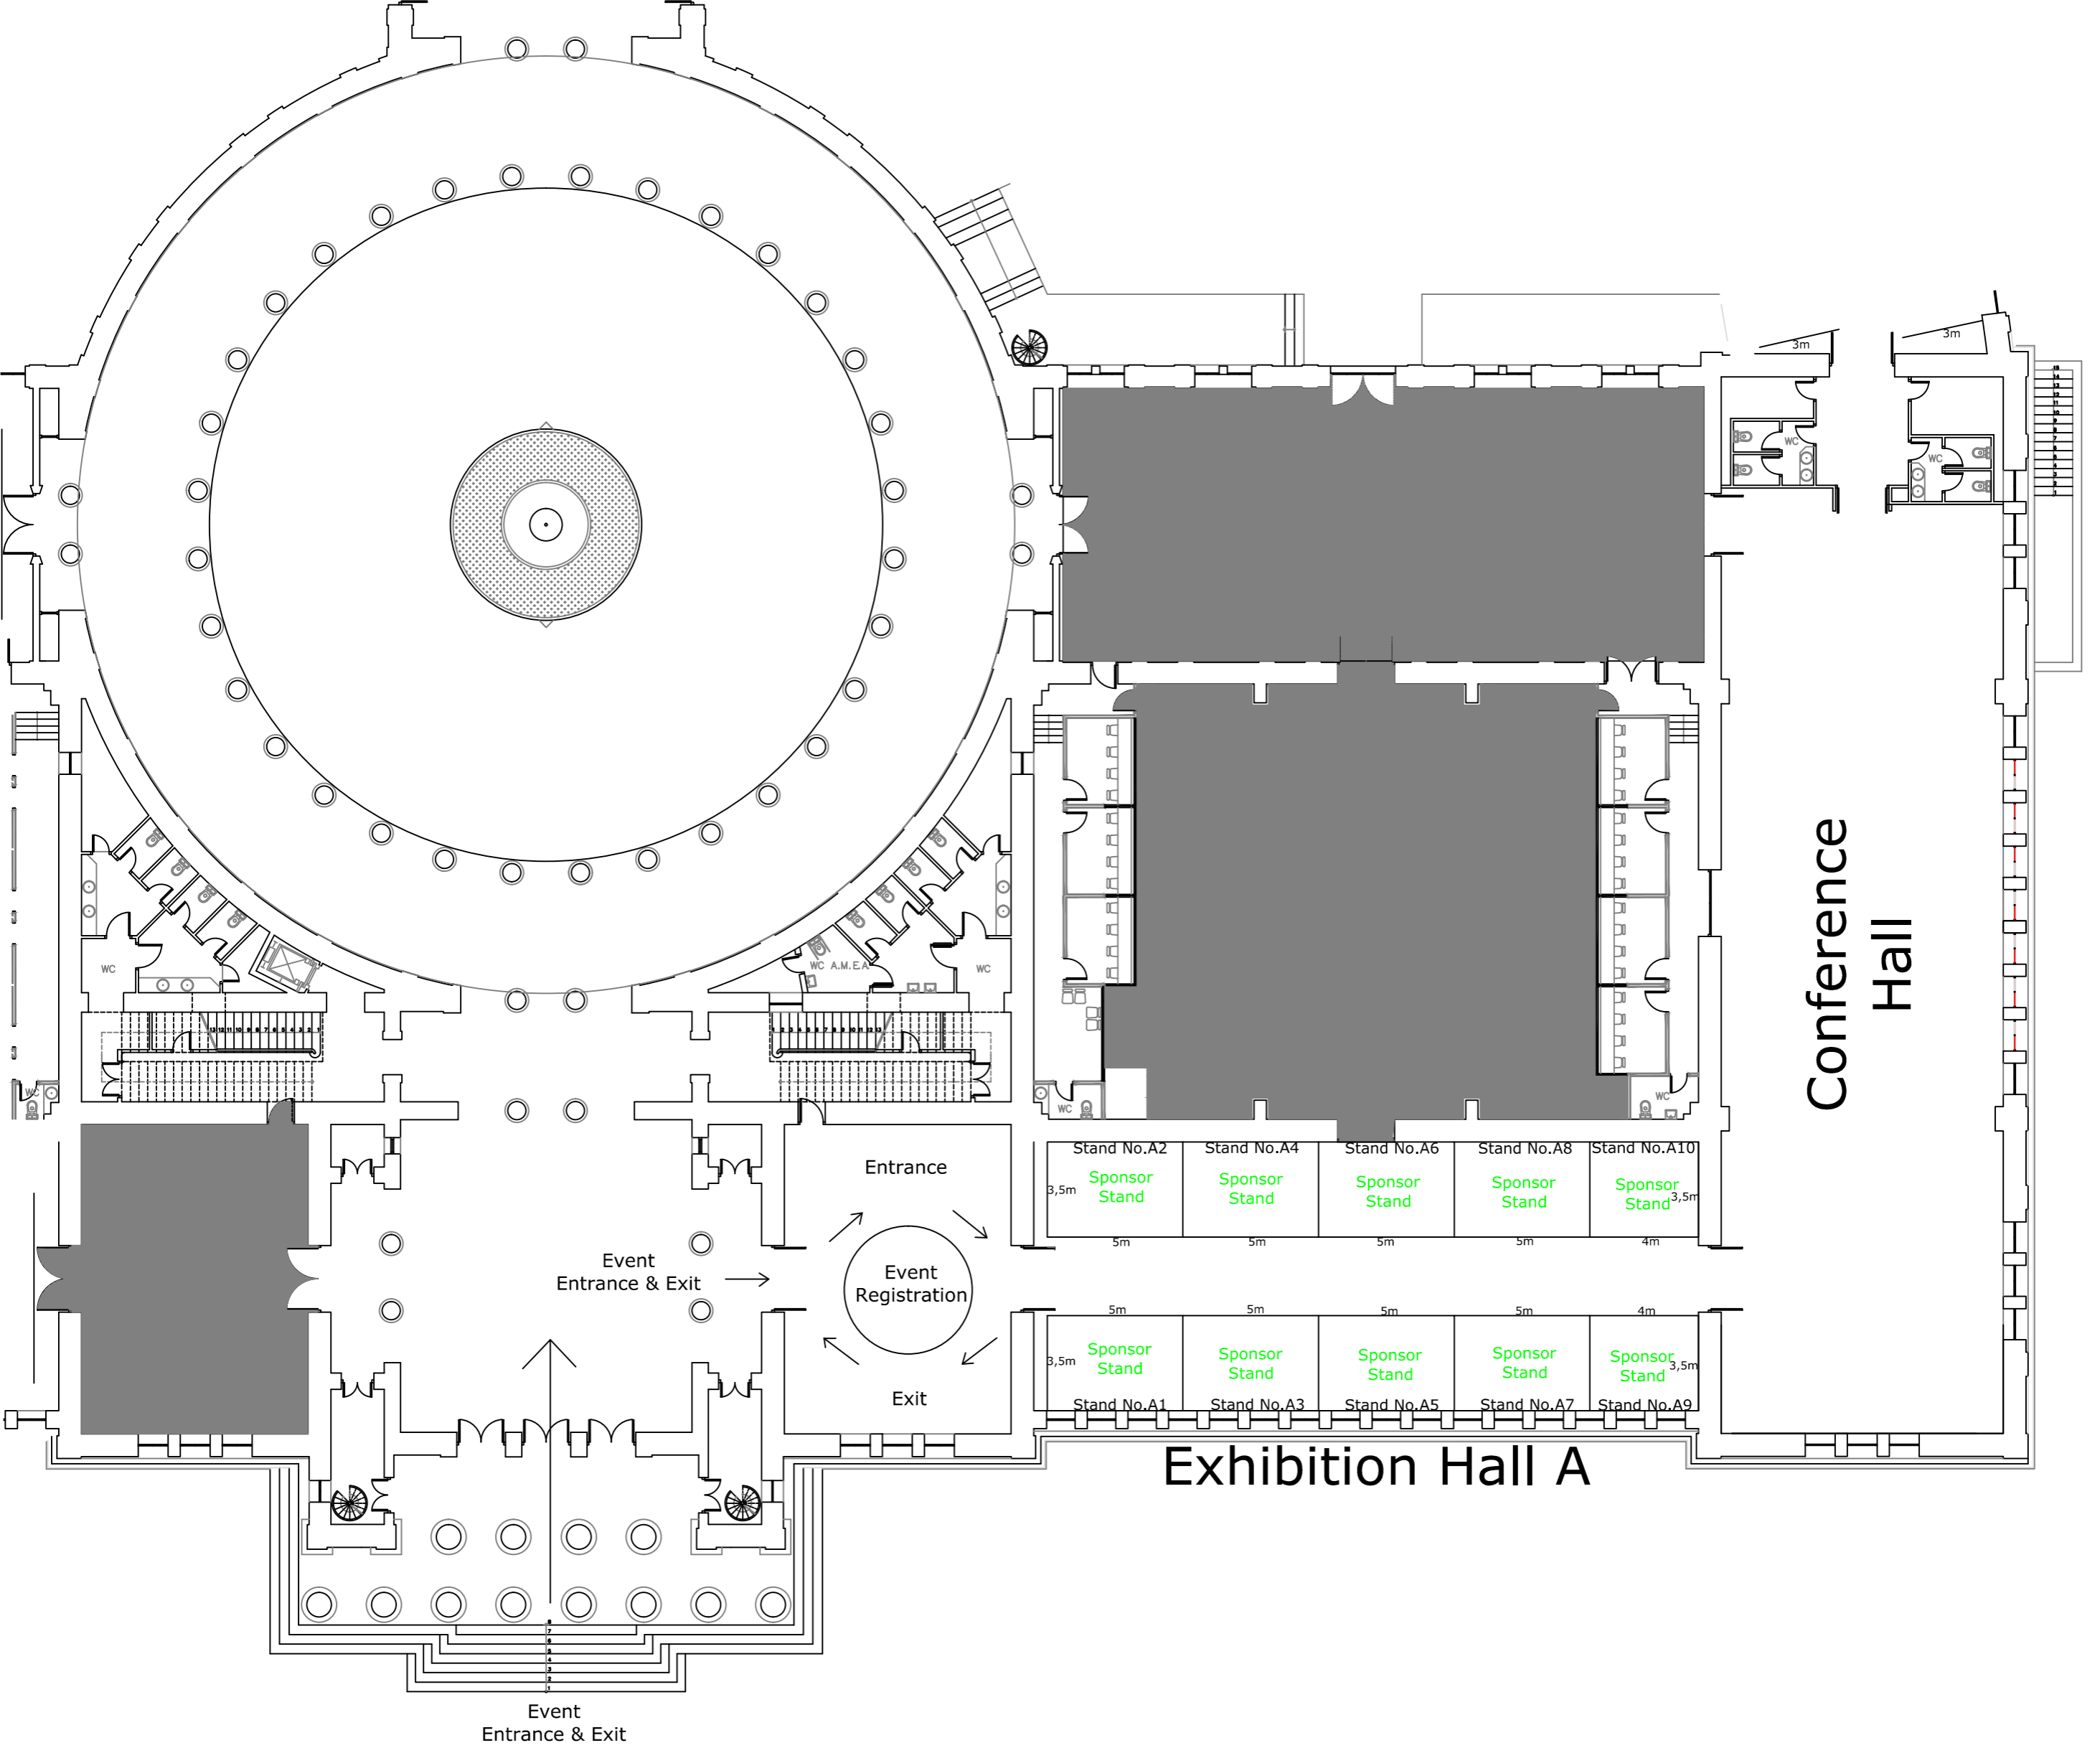 3m
3m
WC
WC
Conference
Hall
WC
WC A.M.E.A
WC
WC
WC
WC
Stand No.A2
Stand No.A4
Stand No.A6
Stand No.A8
Stand No.A10
Sponsor
Stand
Sponsor
Stand
Sponsor
Stand
Sponsor
Stand
Sponsor
Stand
3,5m
3,5m
5m
5m
5m
5m
4m
Entrance
Event
Entrance & Exit
Event
Registration
Exit
5m
5m
5m
5m
4m
3,5m
3,5m
Sponsor
Stand
Sponsor
Stand
Sponsor
Stand
Sponsor
Stand
Sponsor
Stand
Stand No.A1
Stand No.A3
Stand No.A5
Stand No.A7
Stand No.A9
Exhibition Hall A
Event
Entrance & Exit